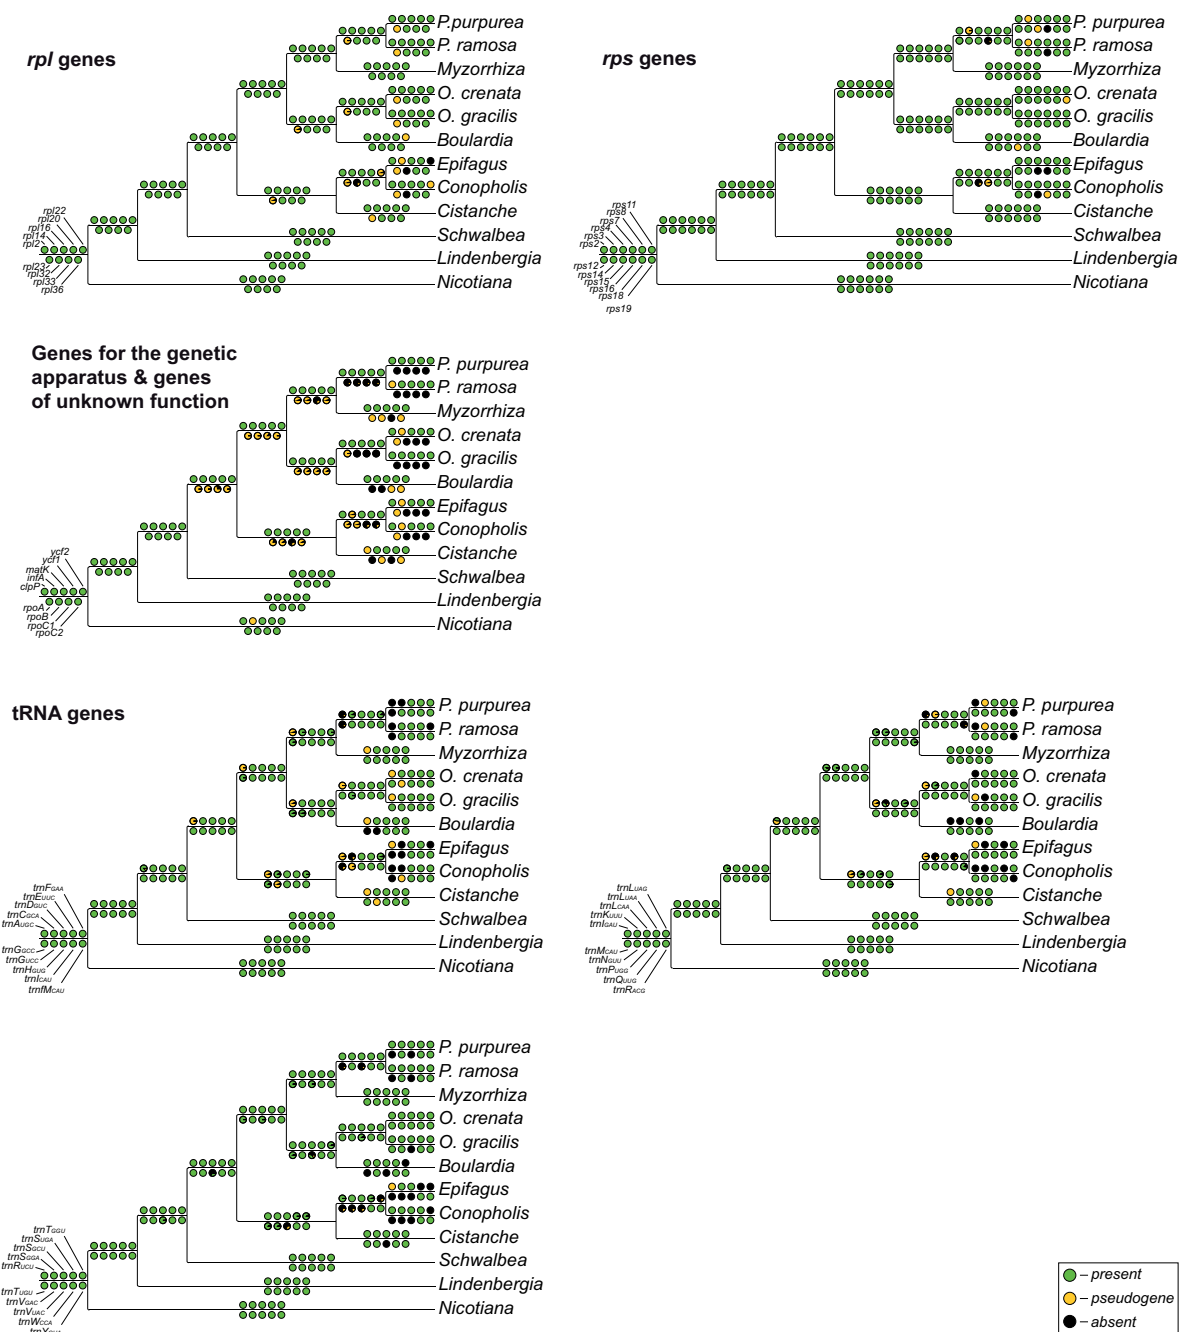 rpl genes
P.purpurea
P. ramosa
Myzorrhiza
O. crenata
O. gracilis
Boulardia
Epifagus
Conopholis
Cistanche
Schwalbea
Lindenbergia
Nicotiana
rpl22
rpl20
rpl16
rpl14
rpl2
rpl23
rpl32
rpl33
rpl36
rps genes
P. purpurea
P. ramosa
Myzorrhiza
O. crenata
O. gracilis
Boulardia
Epifagus
Conopholis
Cistanche
Schwalbea
Lindenbergia
Nicotiana
rps11
rps8
rps7
rps4
rps3
rps2
rps12
rps14
rps15
rps16
rps18
rps19
Genes for the genetic
apparatus & genes
of unknown function
P. purpurea
P. ramosa
Myzorrhiza
O. crenata
O. gracilis
Boulardia
Epifagus
Conopholis
Cistanche
Schwalbea
Lindenbergia
Nicotiana
ycf2
ycf1
matK
infA
clpP
rpoA
rpoB
rpoC1
rpoC2
tRNA genes
P. purpurea
P. ramosa
Myzorrhiza
O. crenata
O. gracilis
Boulardia
Epifagus
Conopholis
Cistanche
Schwalbea
Lindenbergia
Nicotiana
trnFGAA
trnEUUC
trnDGUC
trnCGCA
trnAUGC
trnGGCC
trnGUCC
trnHGUG
trnICAU
trnfMCAU
P. purpurea
P. ramosa
Myzorrhiza
O. crenata
O. gracilis
Boulardia
Epifagus
Conopholis
Cistanche
Schwalbea
Lindenbergia
Nicotiana
trnLUAG
trnLUAA
trnLCAA
trnKUUU
trnIGAU
trnMCAU
trnNGUU
trnPUGG
trnQUUG
trnRACG
P. purpurea
P. ramosa
Myzorrhiza
O. crenata
O. gracilis
Boulardia
Epifagus
Conopholis
Cistanche
Schwalbea
Lindenbergia
Nicotiana
trnTGGU
trnSUGA
trnSGCU
trnSGGA
trnRUCU
trnTUGU
trnVGAC
trnVUAC
trnWCCA
– present
– pseudogene
– absent